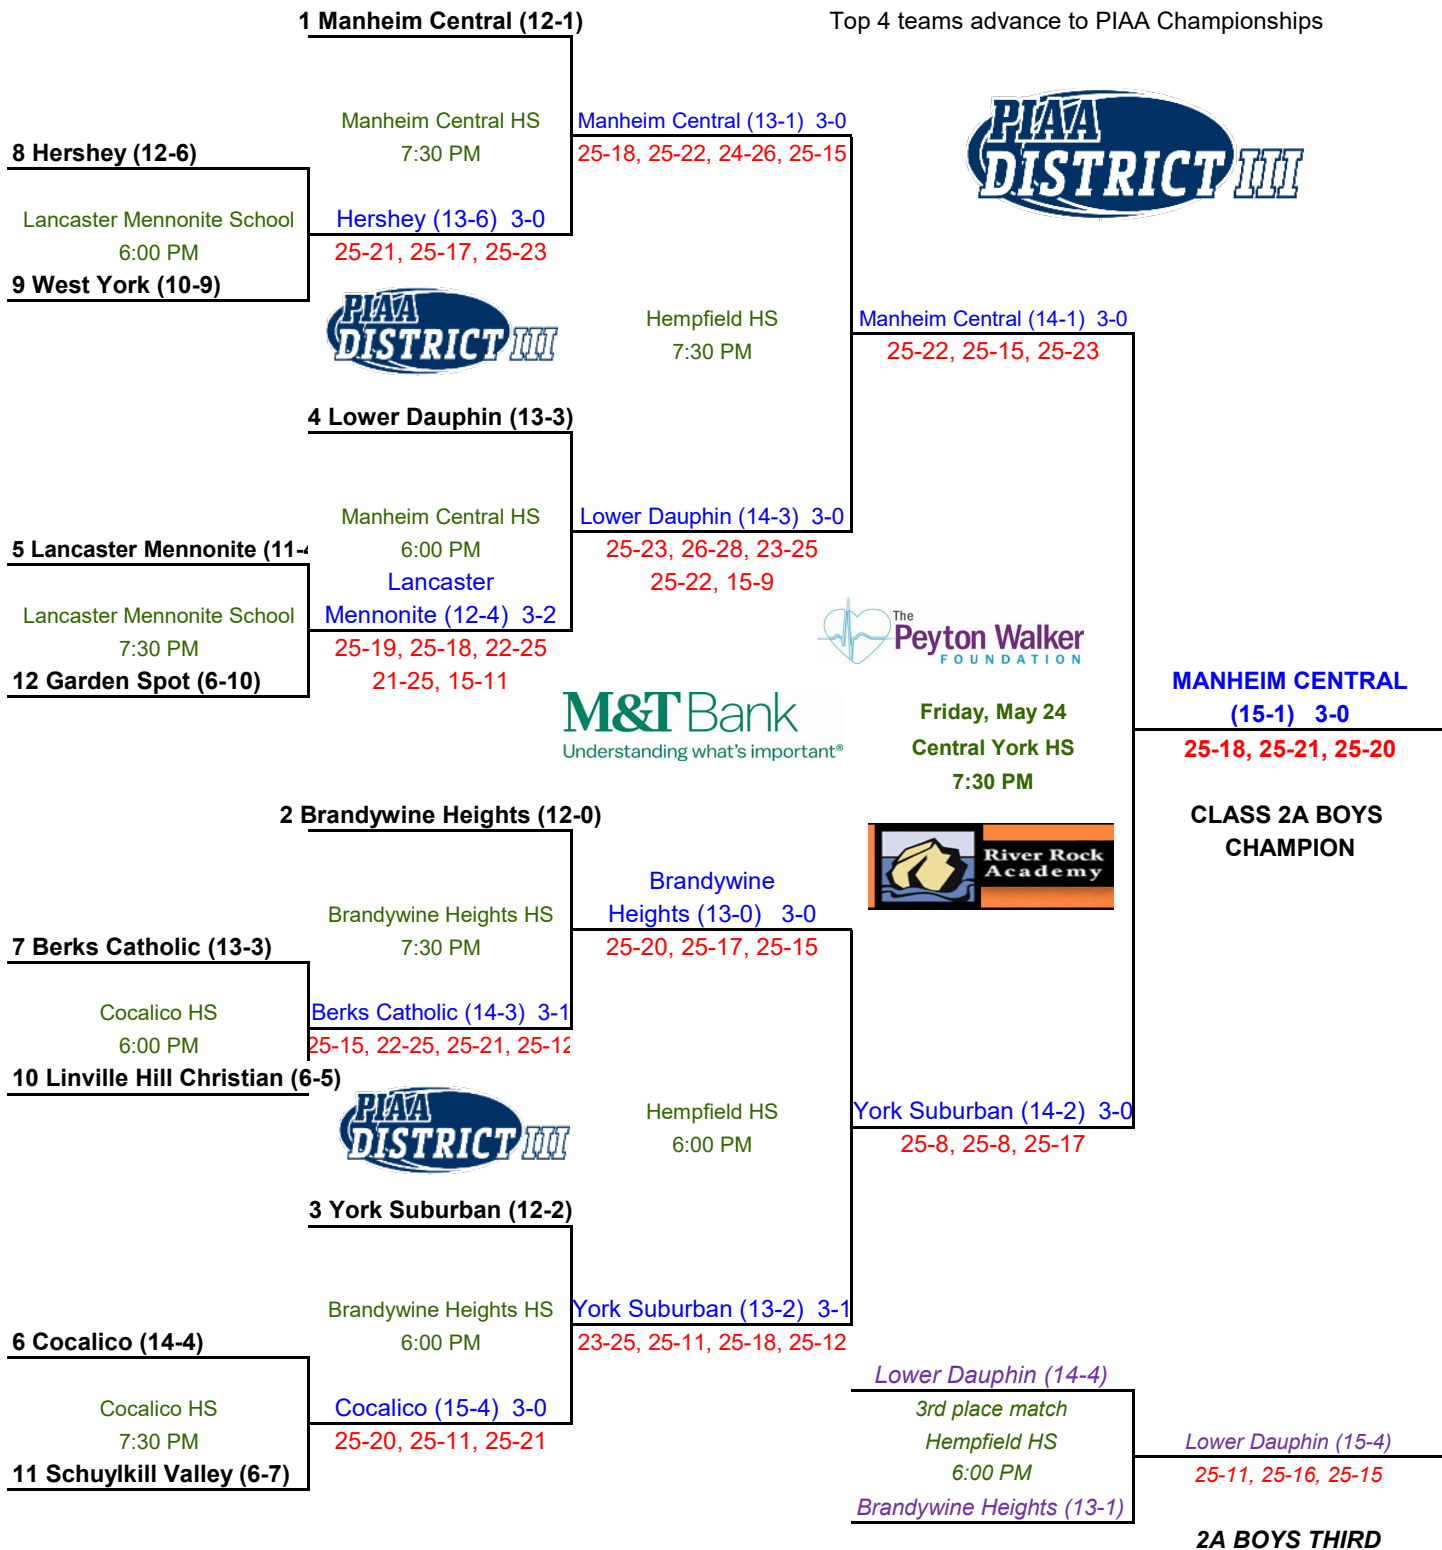 1 Manheim Central (12-1)
Top 4 teams advance to PIAA Championships
PIAA
DISTRICT III
Manheim Central HS
7:30 PM
Manheim Central (13-1) 3-0
25-18, 25-22, 24-26, 25-15
8 Hershey (12-6)
Lancaster Mennonite School
6:00 PM
Hershey (13-6) 3-0
25-21, 25-17, 25-23
9 West York (10-9)
PIAA
DISTRICT III
Hempfield HS
7:30 PM
Manheim Central (14-1) 3-0
25-22, 25-15, 25-23
4 Lower Dauphin (13-3)
Manheim Central HS
6:00 PM
Lower Dauphin (14-3) 3-0
25-23, 26-28, 23-25
25-22, 15-9
5 Lancaster Mennonite (11-
Lancaster Mennonite School
7:30 PM
Lancaster
Mennonite (12-4) 3-2
25-19, 25-18, 22-25
21-25, 15-11
12 Garden Spot (6-10)
The
Peyton Walker
FOUNDATION
M&T Bank
Understanding what's important®
Friday, May 24
Central York HS
7:30 PM
MANHEIM CENTRAL
(15-1) 3-0
25-18, 25-21, 25-20
CLASS 2A BOYS
CHAMPION
River Rock
Academy
2 Brandywine Heights (12-0)
Brandywine Heights HS
7:30 PM
Brandywine
Heights (13-0) 3-0
25-20, 25-17, 25-15
7 Berks Catholic (13-3)
Cocalico HS
6:00 PM
Berks Catholic (14-3) 3-1
25-15, 22-25, 25-21, 25-12
10 Linville Hill Christian (6-5)
PIAA
DISTRICT III
Hempfield HS
6:00 PM
York Suburban (14-2) 3-0
25-8, 25-8, 25-17
3 York Suburban (12-2)
Brandywine Heights HS
6:00 PM
York Suburban (13-2) 3-1
23-25, 25-11, 25-18, 25-12
6 Cocalico (14-4)
Cocalico HS
7:30 PM
Cocalico (15-4) 3-0
25-20, 25-11, 25-21
11 Schuylkill Valley (6-7)
Lower Dauphin (14-4)
3rd place match
Hempfield HS
6:00 PM
Brandywine Heights (13-1)
Lower Dauphin (15-4)
25-11, 25-16, 25-15
2A BOYS THIRD